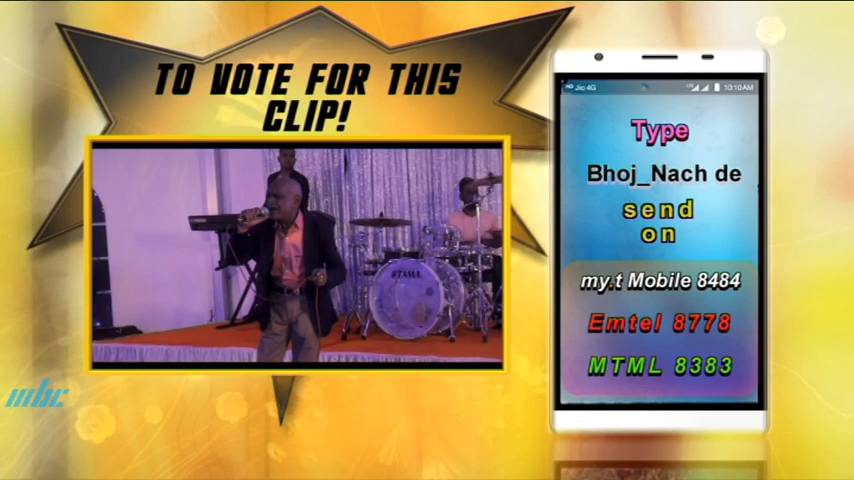 TO VOTE FOR THIS
CLIP!
TAMA
mbc
Jio 4G
10:10AM
Type
Bhoj_Nach de
send
on
my.t Mobile 8484
Emtel 8778
MTML 8383